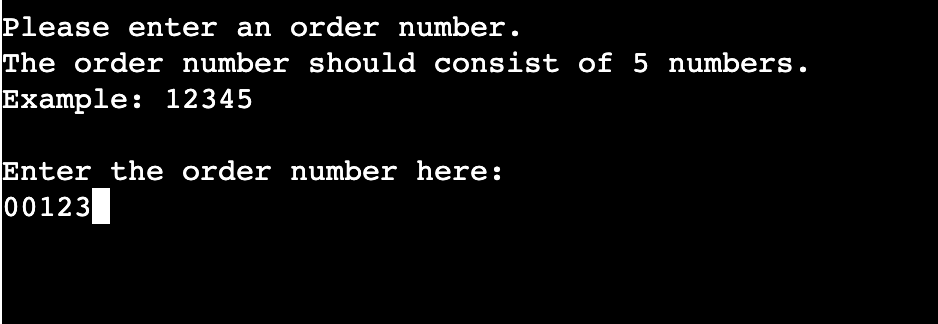 Please enter an order number.
The order number should consist of 5 numbers.
Example: 12345
Enter the order number here:
00123